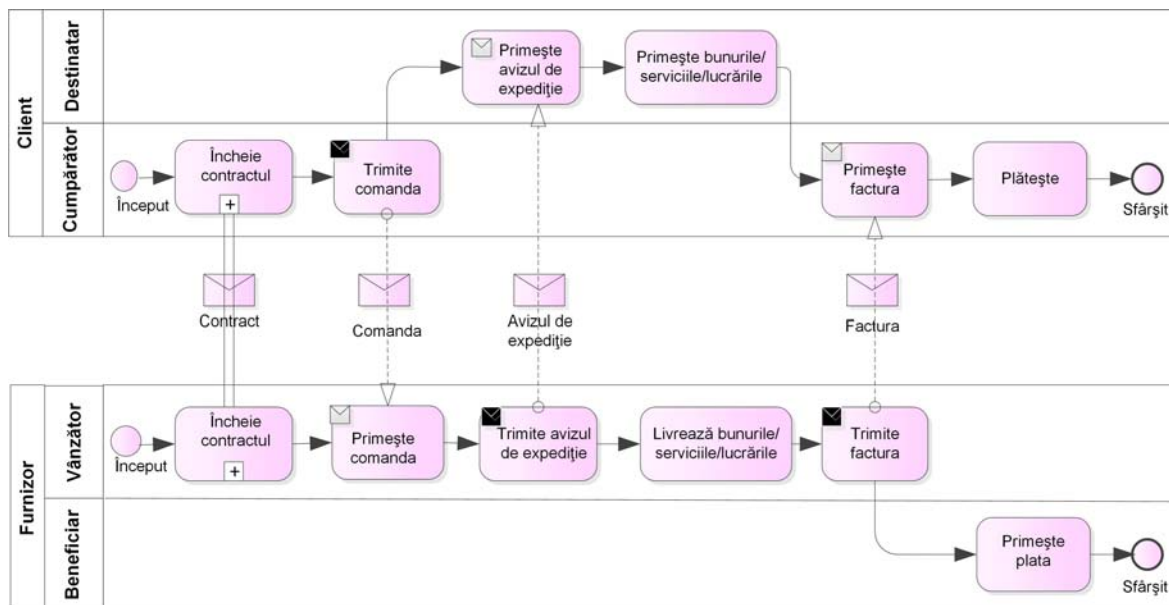 Client
Destinatar
Primeşte
avizul de
expediţie
Primeşte bunurile/
serviciile/lucrările
Cumpărător
Început
Încheie
contractul
Trimite
comanda
Primeşte
factura
Plăteşte
Sfârşit
Contract
Comanda
Avizul de
expediţie
Factura
Furnizor
Vânzător
Început
Încheie
contractul
Primeşte
comanda
Trimite avizul
de expediţie
Livrează bunurile/
serviciile/lucrările
Trimite
factura
Beneficiar
Primeşte
plata
Sfârşit